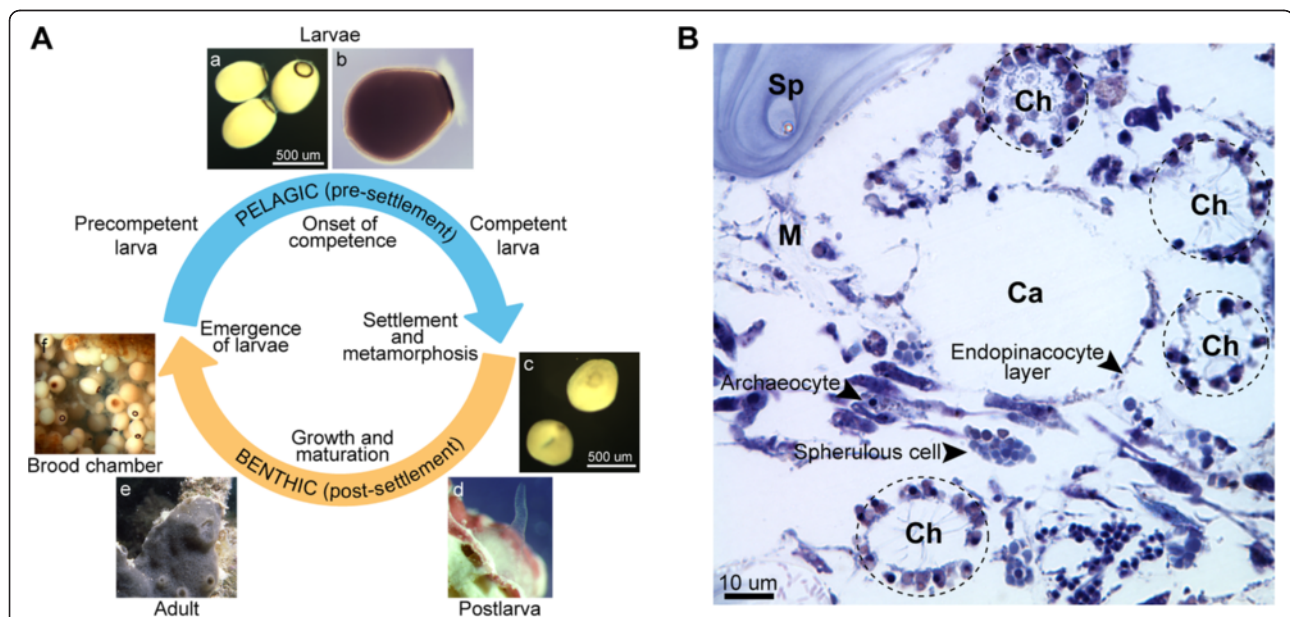 A
Larvae
a
b
500 um
PELAGIC (pre-settlement)
Precompetent
larva
Onset of
competence
Competent
larva
Emergence
of larvae
Settlement
and
metamorphosis
f
c
500 um
Brood chamber
Growth and
maturation
BENTHIC (post-settlement)
e
d
Adult
Postlarva
B
Sp
Ch
Ch
M
Ca
Ch
Endopinacocyte
layer
Archaeocyte
Spherulous cell
Ch
10 um